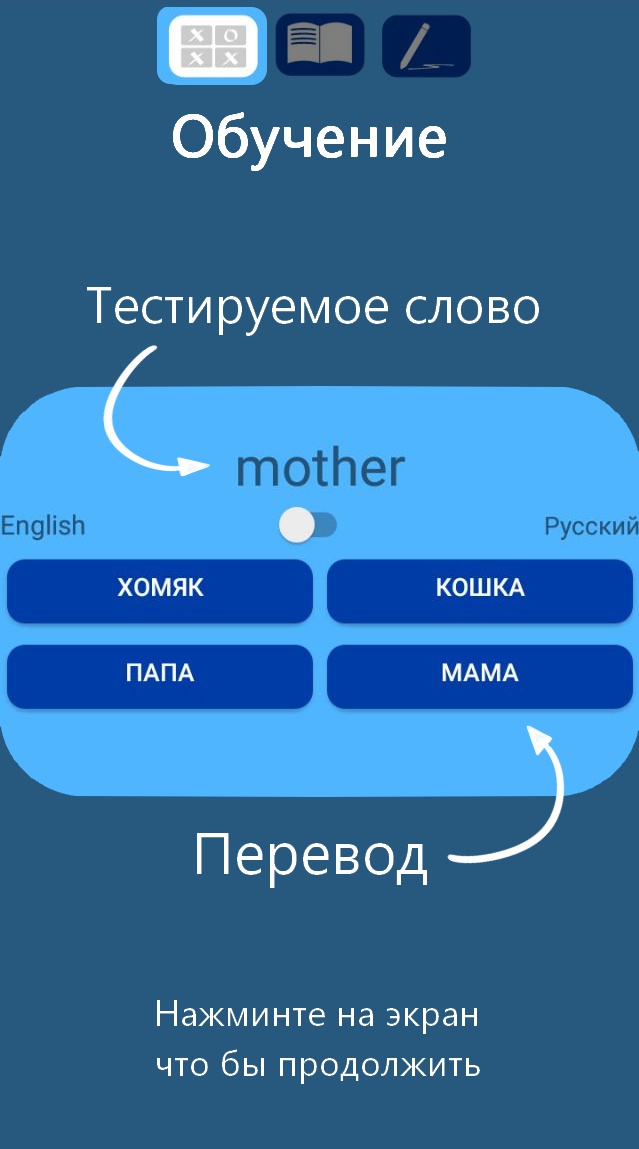 Обучение
Тестируемое слово
mother
English Русский
ХОМЯК КОШКА
ПАПА МАМА
Перевод
Нажминте на экран
что бы продолжить